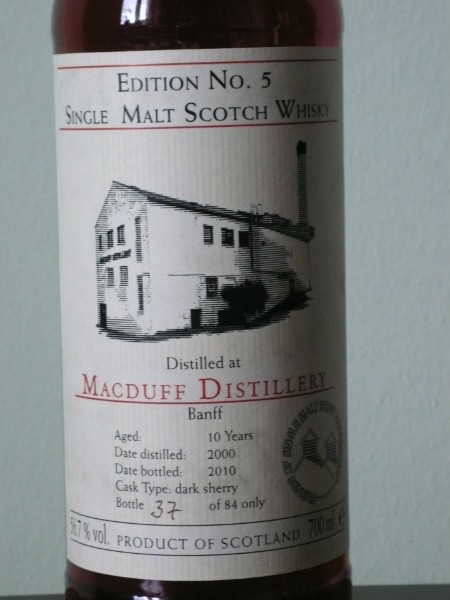 Edition No. 5
Single Malt Scotch Whisky
Distilled at
Macduff Distillery
Banff
Aged: 10 Years
Date distilled: 2000
Date bottled: 2010
Cask Type: dark sherry
Bottle 37 of 84 only
56,7 % vol. PRODUCT OF SCOTLAND 700 ml e